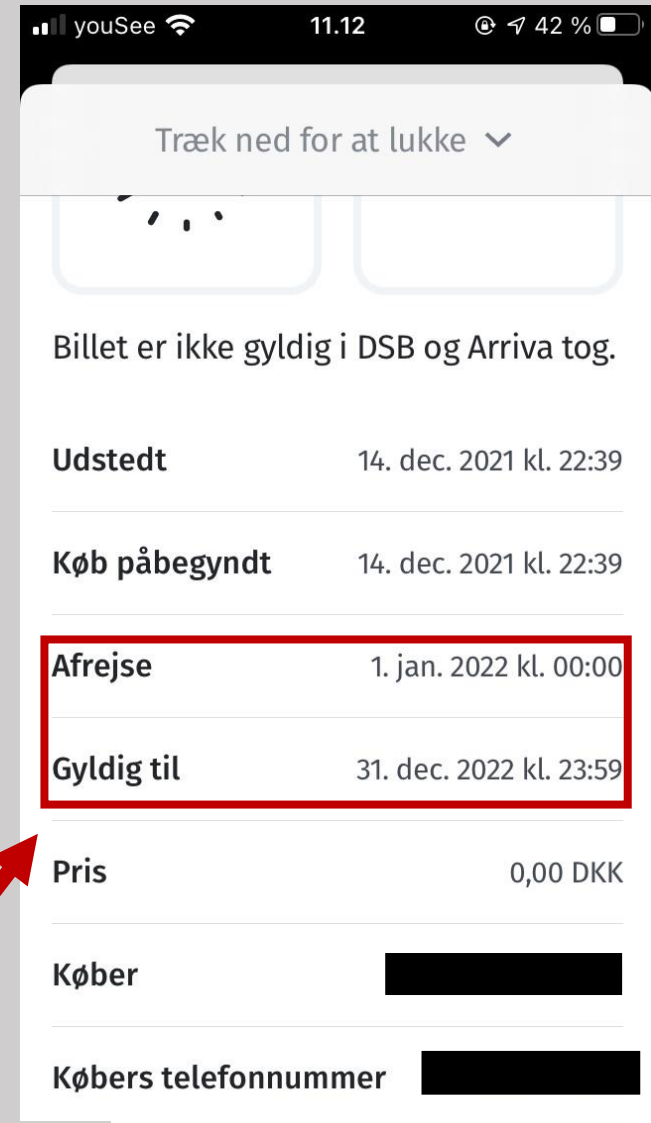 youSee 11.12 42 %
Træk ned for at lukke
Billet er ikke gyldig i DSB og Arriva tog.
Udstedt 14. dec. 2021 kl. 22:39
Køb påbegyndt 14. dec. 2021 kl. 22:39
Afrejse 1. jan. 2022 kl. 00:00
Gyldig til 31. dec. 2022 kl. 23:59
Pris 0,00 DKK
Køber
Købers telefonnummer